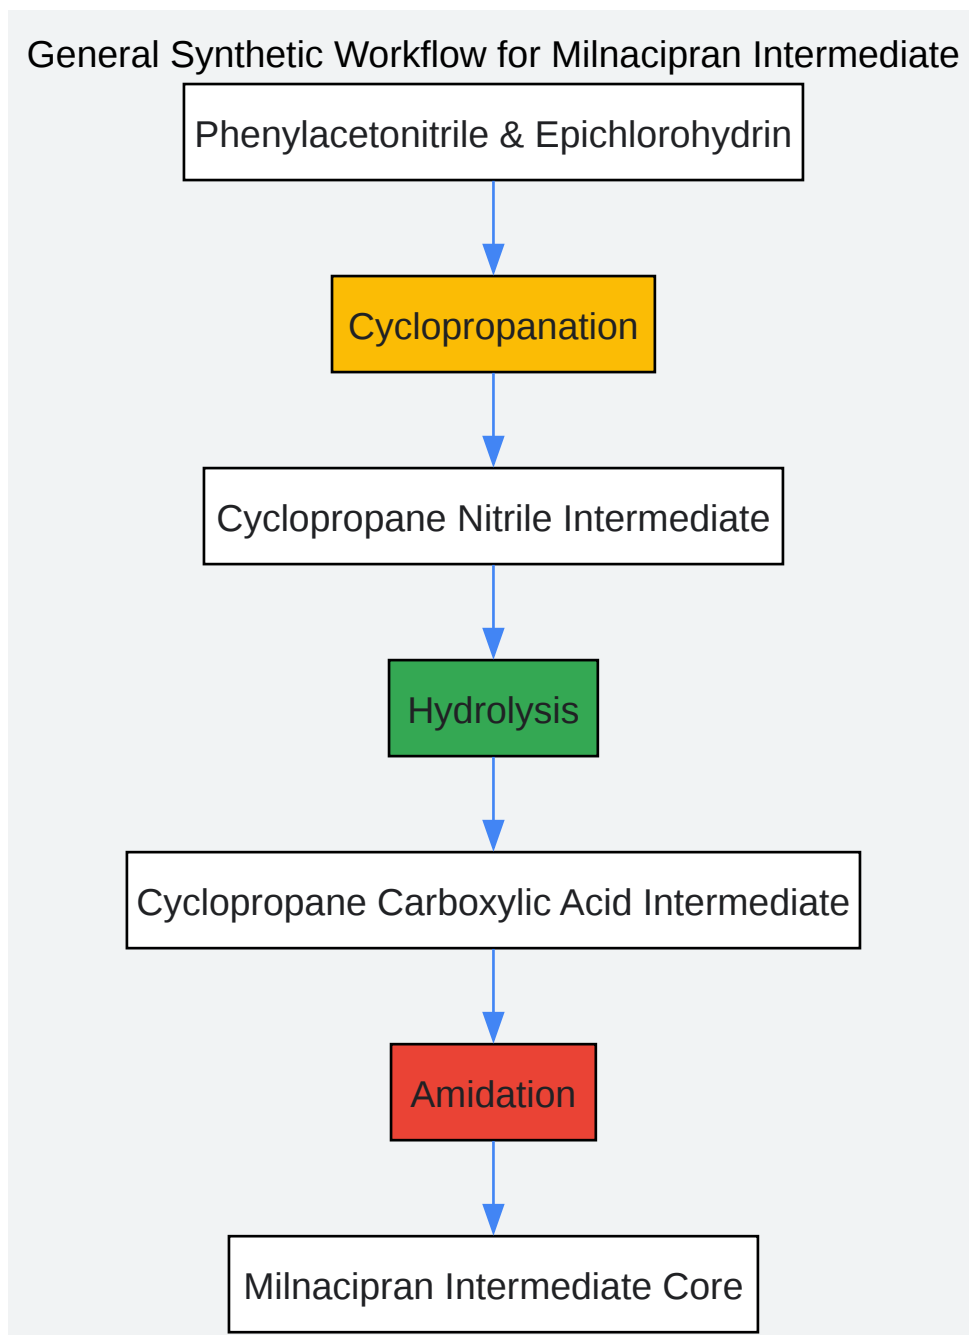 General Synthetic Workflow for Milnacipran Intermediate
Phenylacetonitrile & Epichlorohydrin
Cyclopropanation
Cyclopropane Nitrile Intermediate
Hydrolysis
Cyclopropane Carboxylic Acid Intermediate
Amidation
Milnacipran Intermediate Core